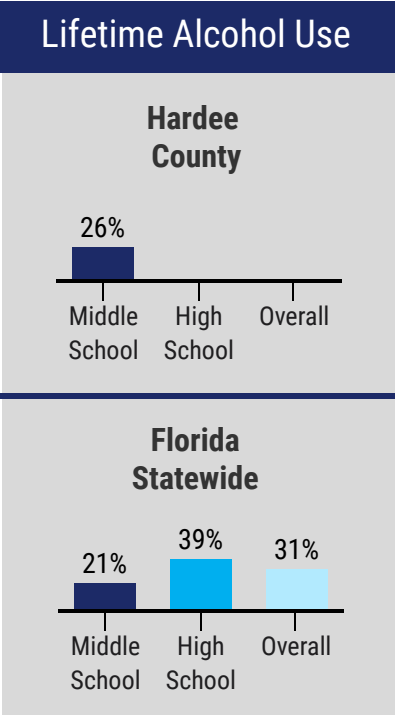 Lifetime Alcohol Use
Hardee
County
26%
Middle High Overall
School School
Florida
Statewide
21% 39% 31%
Middle High Overall
School School